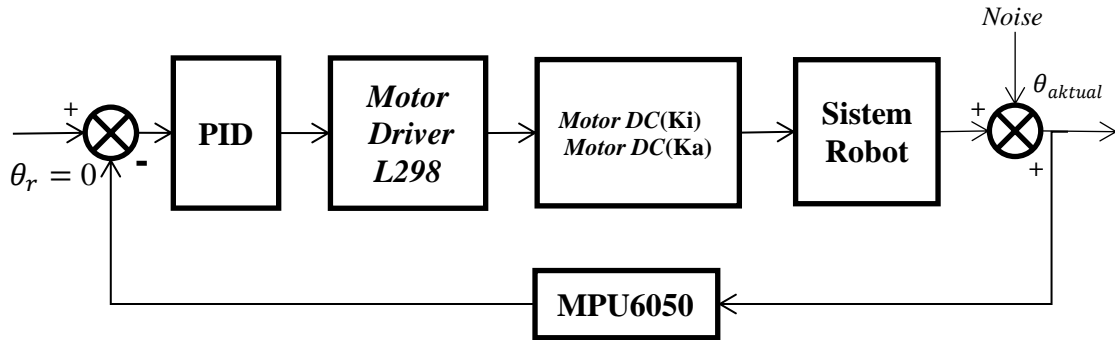 Noise
θ_aktual
+
-
θ_r = 0
PID
Motor
Driver
L298
Motor DC(Ki)
Motor DC(Ka)
Sistem
Robot
+
+
MPU6050